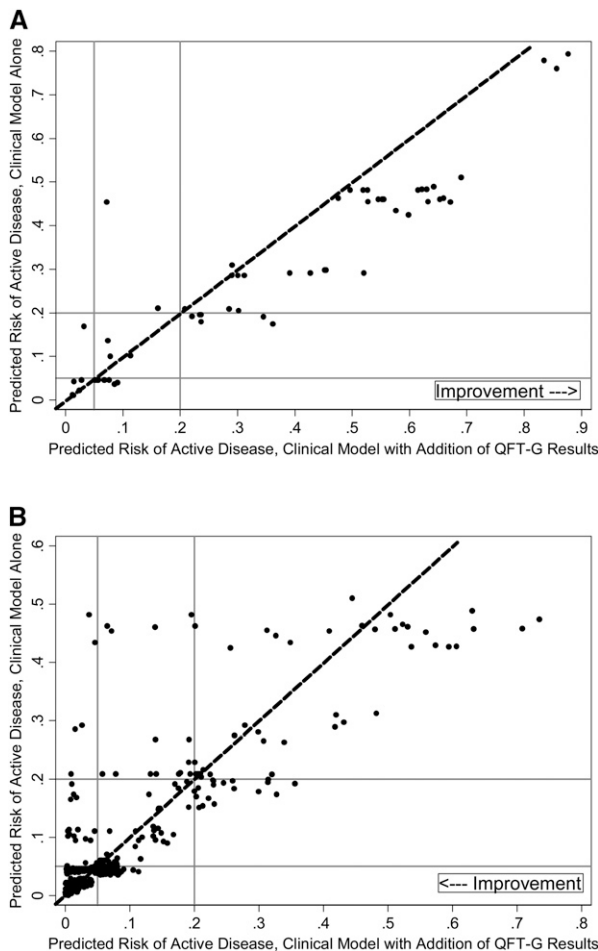 A
Predicted Risk of Active Disease, Clinical Model Alone
.8
.7
.6
.5
.4
.3
.2
.1
0
Improvement --->
0 .1 .2 .3 .4 .5 .6 .7 .8 .9
Predicted Risk of Active Disease, Clinical Model with Addition of QFT-G Results
B
Predicted Risk of Active Disease, Clinical Model Alone
.6
.5
.4
.3
.2
.1
0
<--- Improvement
0 .1 .2 .3 .4 .5 .6 .7 .8
Predicted Risk of Active Disease, Clinical Model with Addition of QFT-G Results